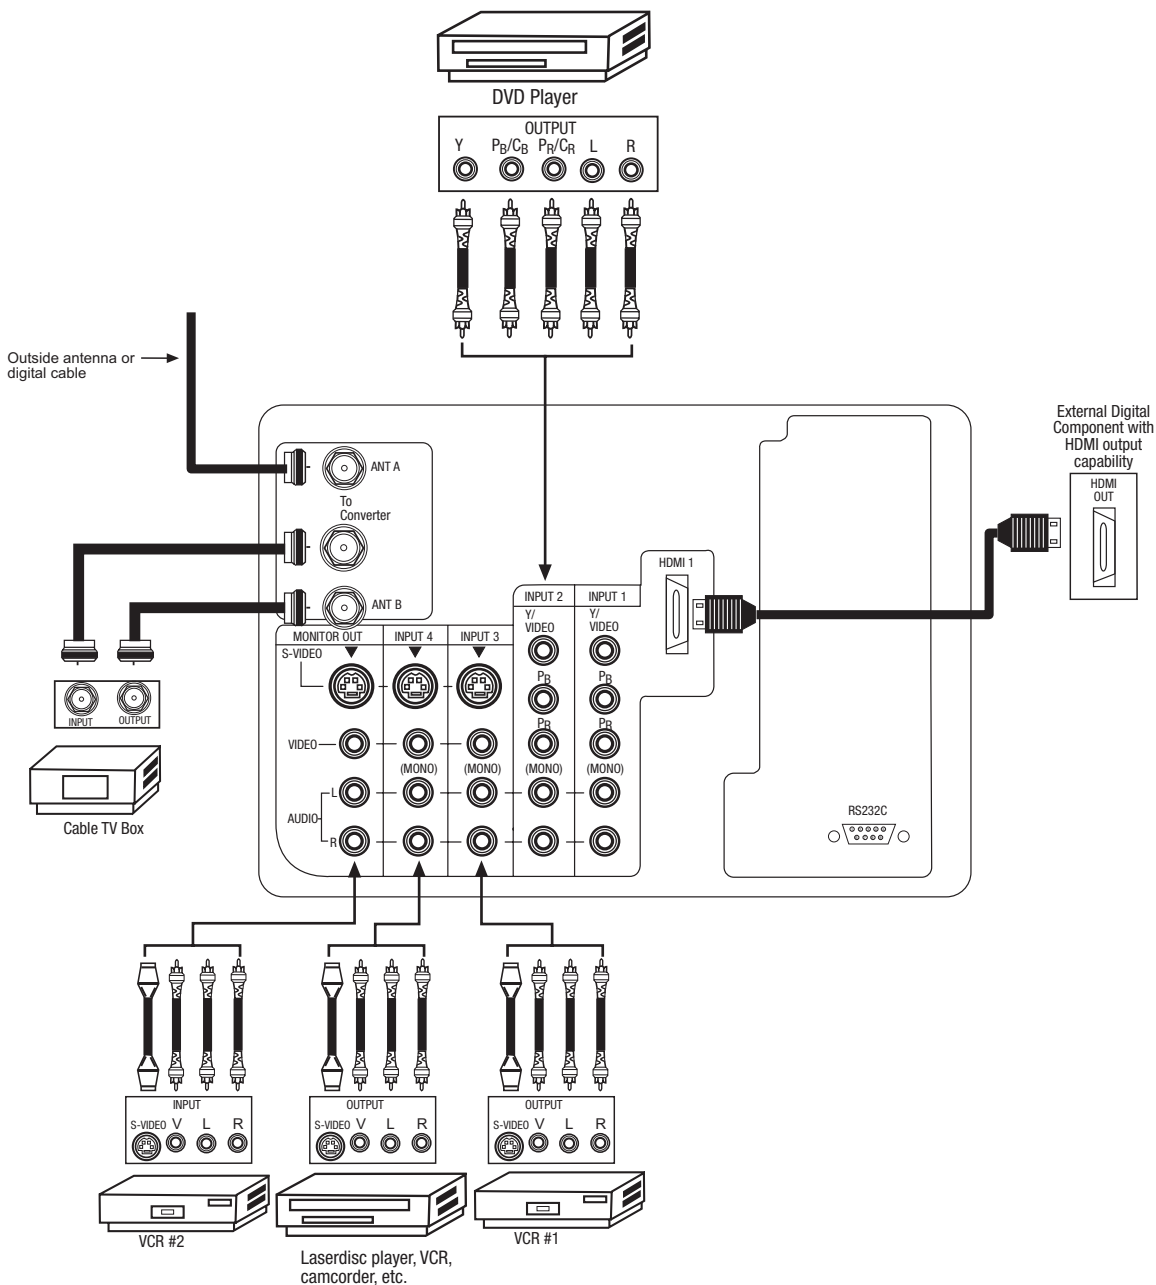 DVD Player
OUTPUT
Y PB/CB PR/CR L R
Outside antenna or
digital cable
External Digital
Component with
HDMI output
capability
HDMI
OUT
ANT A
To
Converter
ANT B
HDMI 1
INPUT 2 INPUT 1
Y/ Y/
VIDEO VIDEO
MONITOR OUT INPUT 4 INPUT 3
S-VIDEO
PB PB
PR PR
VIDEO
(MONO) (MONO) (MONO) (MONO)
L
AUDIO
R
INPUT OUTPUT
Cable TV Box
RS232C
INPUT
S-VIDEO V L R
VCR #2
OUTPUT
S-VIDEO V L R
Laserdisc player, VCR,
camcorder, etc.
OUTPUT
S-VIDEO V L R
VCR #1